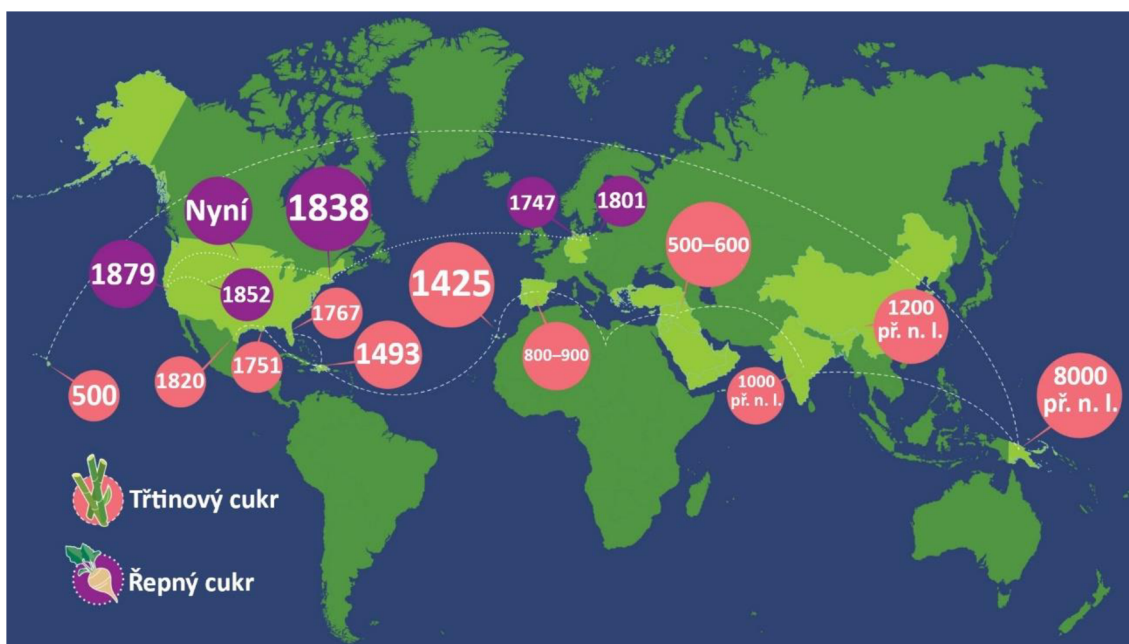 1747
1801
Nyní
1838
500–600
1879
1852
1425
1767
1200
př. n. l.
1751
1493
800–900
1820
500
1000
př. n. l.
8000
př. n. l.
Třtinový cukr
Řepný cukr